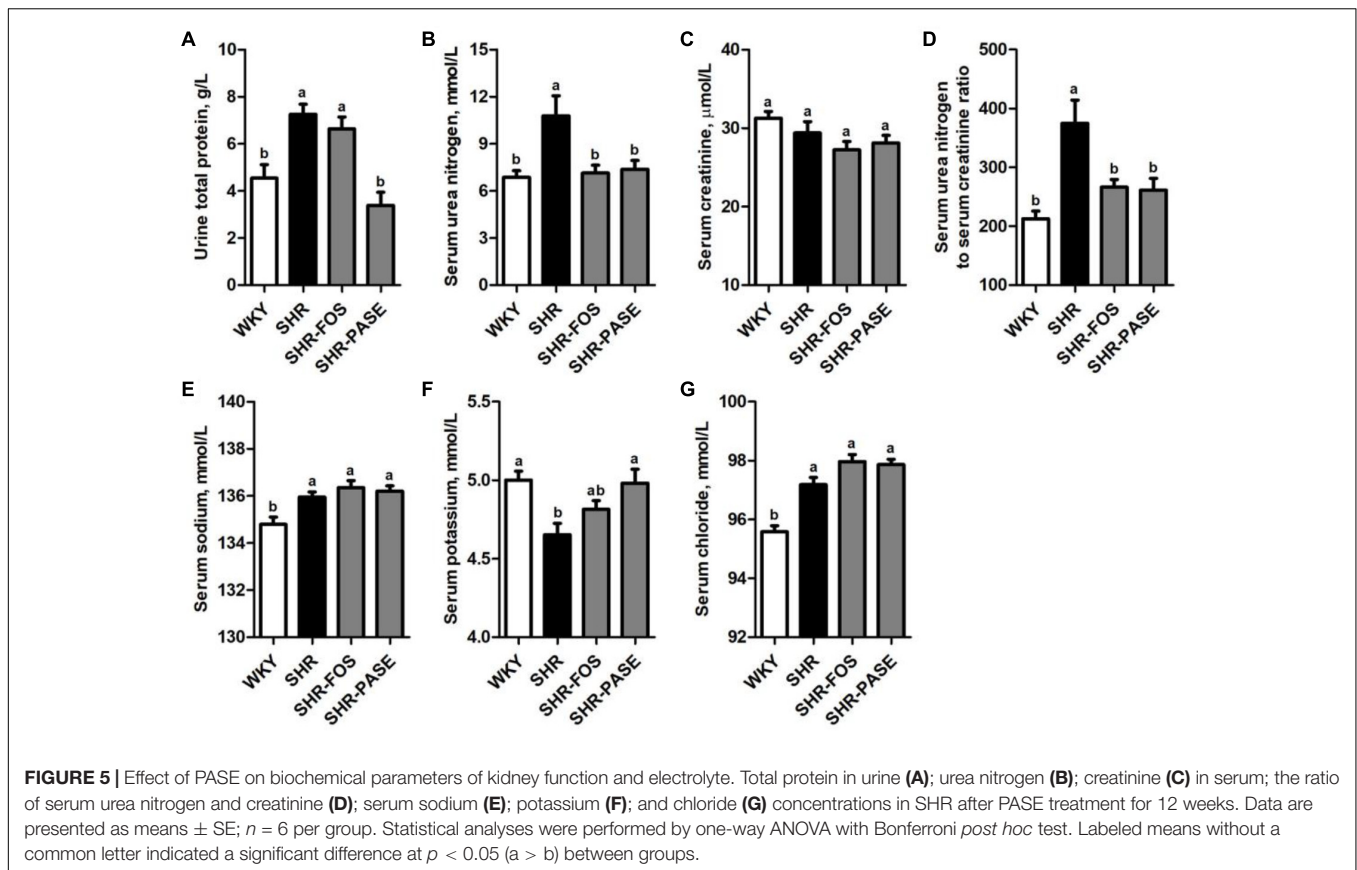 A
Urine total protein, g/L
10
8
6
4
2
0
b
a
a
b
WKY
SHR
SHR-FOS
SHR-PASE
B
Serum urea nitrogen, mmol/L
15
12
9
6
3
0
b
a
b
b
WKY
SHR
SHR-FOS
SHR-PASE
C
Serum creatinine, μmol/L
40
30
20
10
a
a
a
a
WKY
SHR
SHR-FOS
SHR-PASE
D
Serum urea nitrogen
to serum creatinine ratio
500
400
300
200
100
b
a
b
b
WKY
SHR
SHR-FOS
SHR-PASE
E
Serum sodium, mmol/L
140
138
136
134
132
130
b
a
a
a
WKY
SHR
SHR-FOS
SHR-PASE
F
Serum potassium, mmol/L
5.5
5.0
4.5
4.0
a
b
ab
a
WKY
SHR
SHR-FOS
SHR-PASE
G
Serum chloride, mmol/L
100
98
96
94
92
b
a
a
a
WKY
SHR
SHR-FOS
SHR-PASE
FIGURE 5 | Effect of PASE on biochemical parameters of kidney function and electrolyte. Total protein in urine (A); urea nitrogen (B); creatinine (C) in serum; the ratio
of serum urea nitrogen and creatinine (D); serum sodium (E); potassium (F); and chloride (G) concentrations in SHR after PASE treatment for 12 weeks. Data are
presented as means ± SE; n = 6 per group. Statistical analyses were performed by one-way ANOVA with Bonferroni post hoc test. Labeled means without a
common letter indicated a significant difference at p < 0.05 (a > b) between groups.